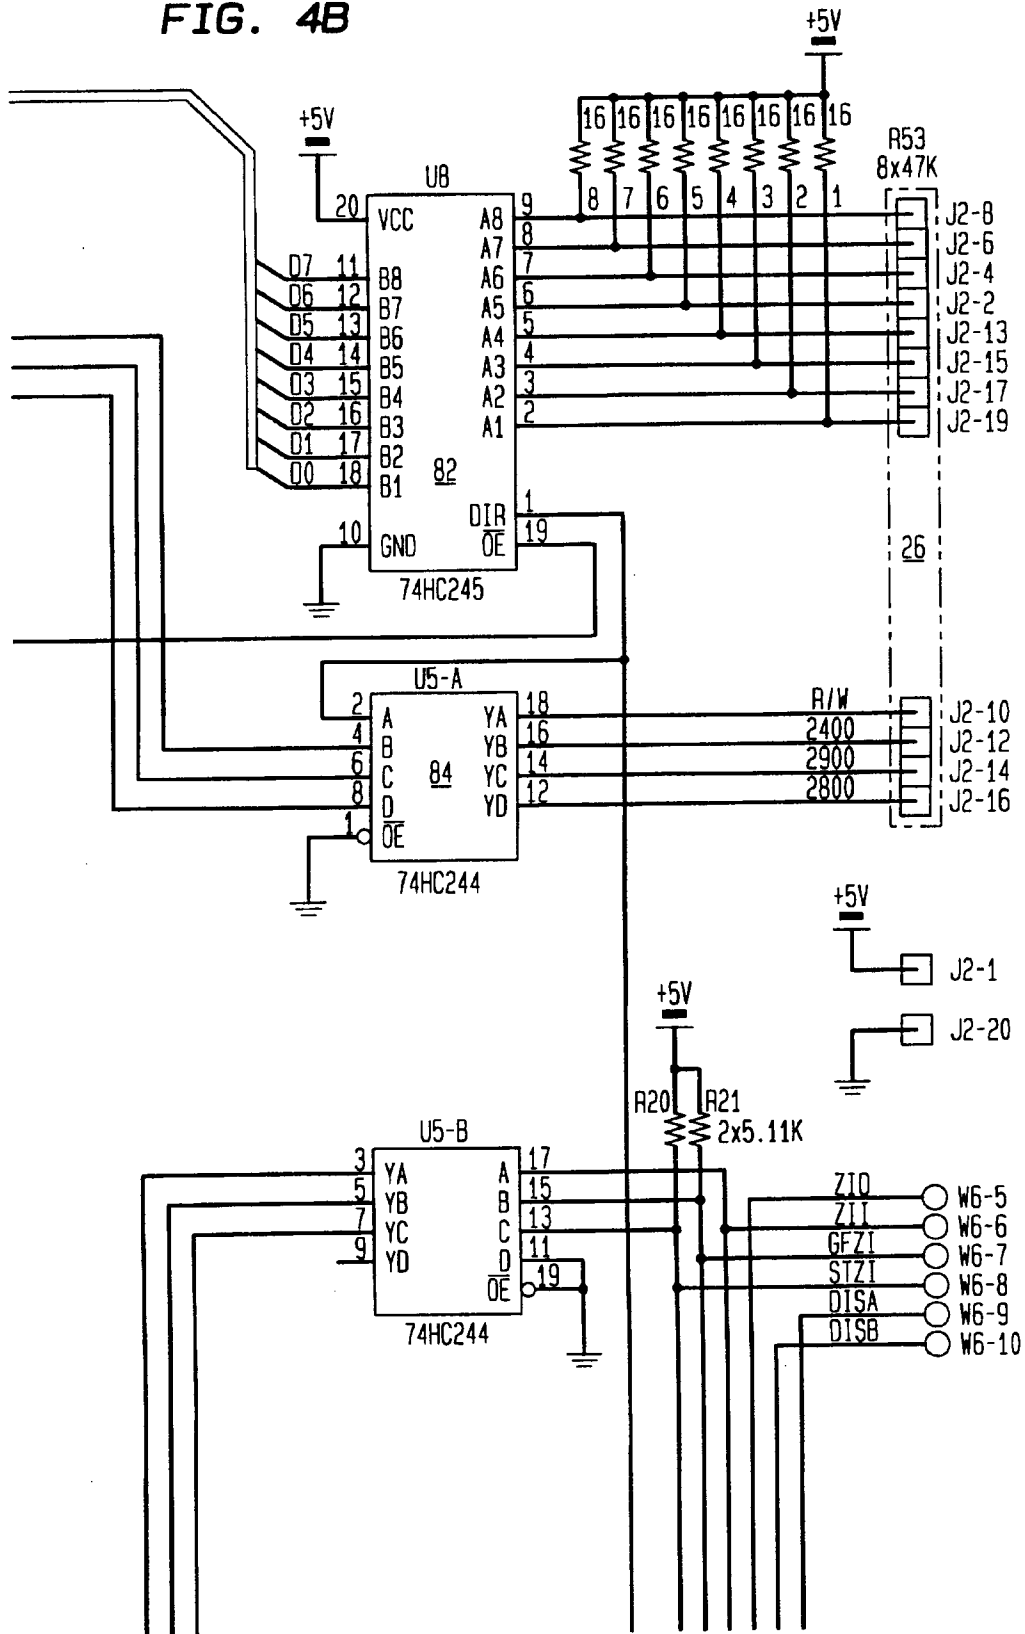 FIG. 4B
+5V
16 16 16 16 16 16 16 16
R53
8x47K
+5V
U8
8 7 6 5 4 3 2 1
20 VCC A8 9 J2-8
A7 8 J2-6
D7 11 B8 A6 7 J2-4
D6 12 B7 A5 6 J2-2
D5 13 B6 A4 5 J2-13
D4 14 B5 A3 4 J2-15
D3 15 B4 A2 3 J2-17
D2 16 B3 A1 2 J2-19
D1 17 B2
D0 18 B1
82
DIR 1
10 GND OE 19
26
74HC245
U5-A
2 A YA 18 R/W J2-10
4 B YB 16 2400 J2-12
6 C 84 YC 14 2900 J2-14
8 D YD 12 2800 J2-16
1 OE
74HC244
+5V
J2-1
+5V
J2-20
R20 R21
2x5.11K
U5-B
3 YA A 17 ZIO W6-5
5 YB B 15 ZII W6-6
7 YC C 13 GFZI W6-7
9 YD D 11 STZI W6-8
OE 19 DISA W6-9
DISB W6-10
74HC244